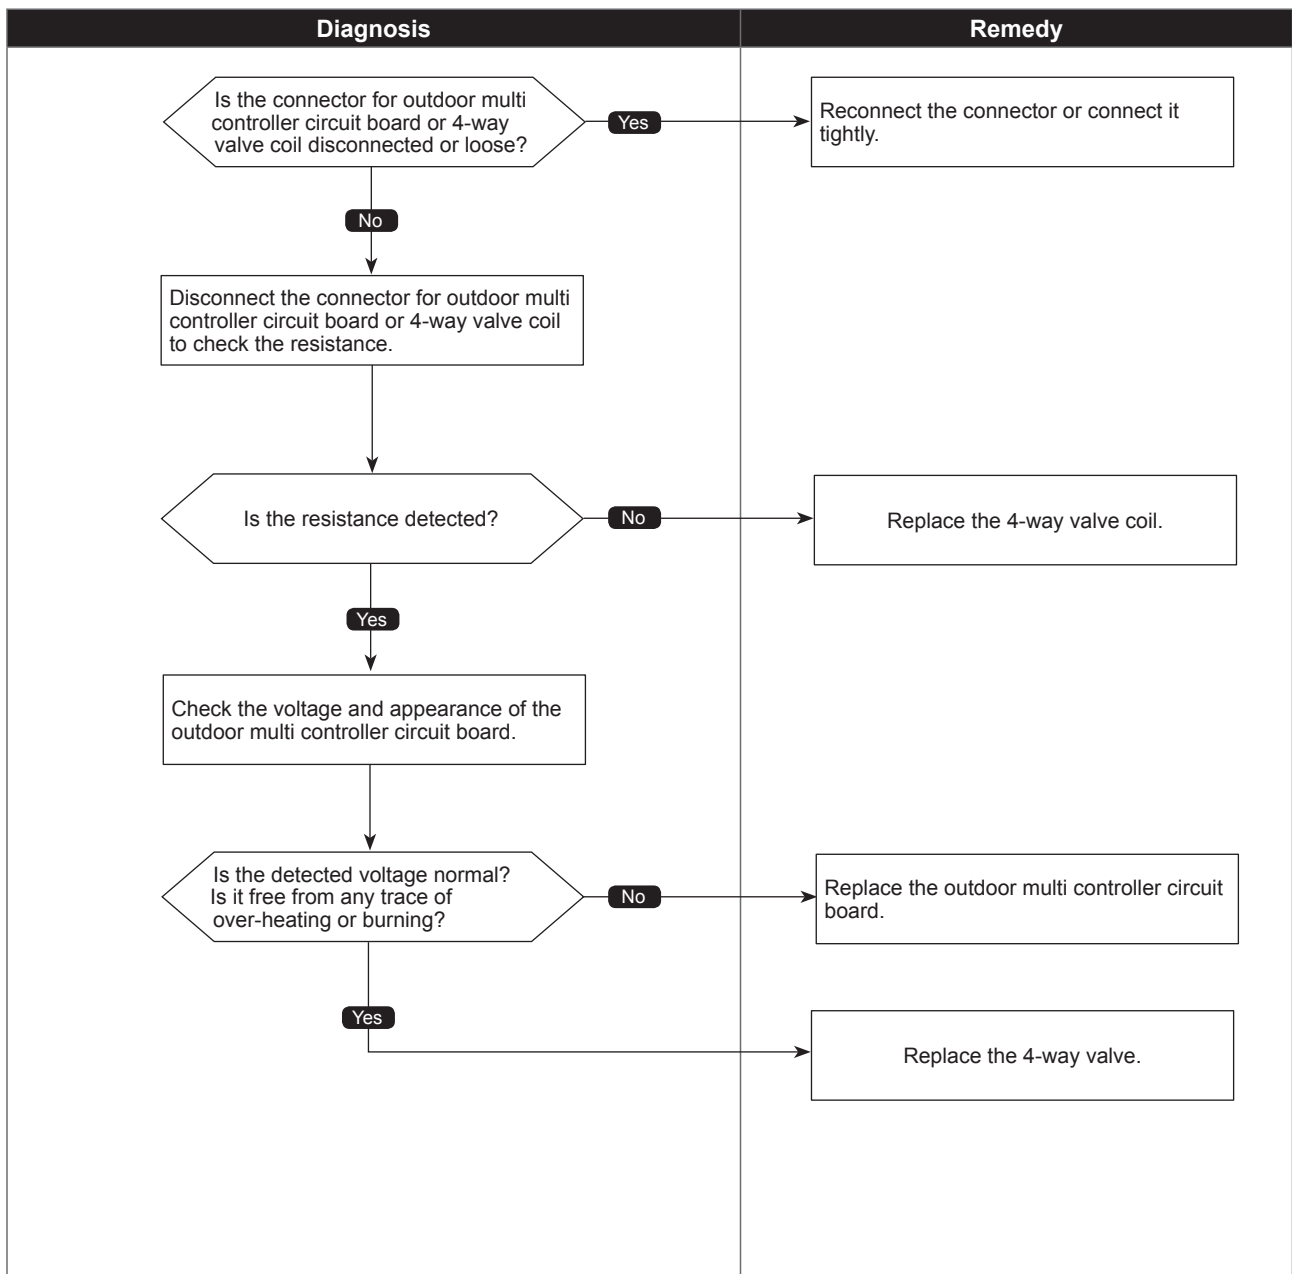 Diagnosis
Remedy
Is the connector for outdoor multi
controller circuit board or 4-way
valve coil disconnected or loose?
Yes
Reconnect the connector or connect it
tightly.
No
Disconnect the connector for outdoor multi
controller circuit board or 4-way valve coil
to check the resistance.
Is the resistance detected?
No
Replace the 4-way valve coil.
Yes
Check the voltage and appearance of the
outdoor multi controller circuit board.
Is the detected voltage normal?
Is it free from any trace of
over-heating or burning?
No
Replace the outdoor multi controller circuit
board.
Yes
Replace the 4-way valve.